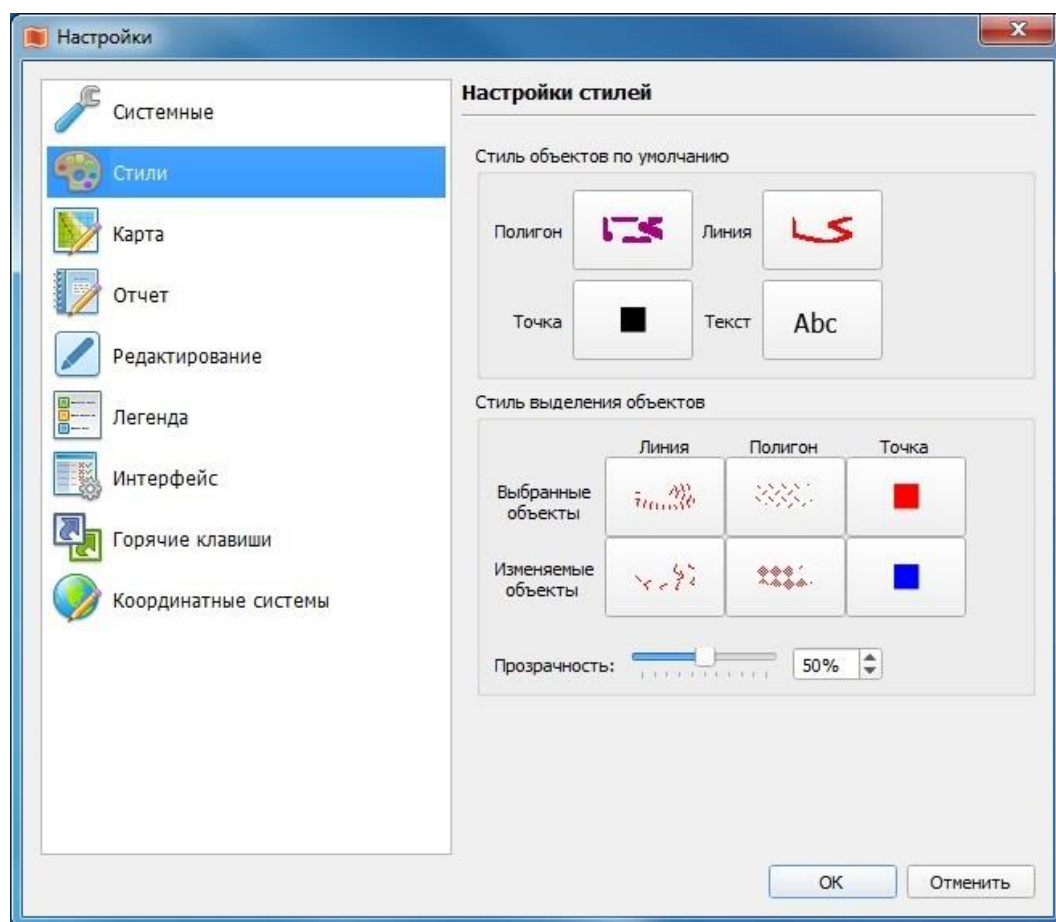 Настройки
Системные
Стили
Карта
Отчет
Редактирование
Легенда
Интерфейс
Горячие клавиши
Координатные системы
Настройки стилей
Стиль объектов по умолчанию
Полигон
Линия
Точка
Текст
Abc
Стиль выделения объектов
Линия
Полигон
Точка
Выбранные
объекты
Изменяемые
объекты
Прозрачность:
50%
OK
Отменить